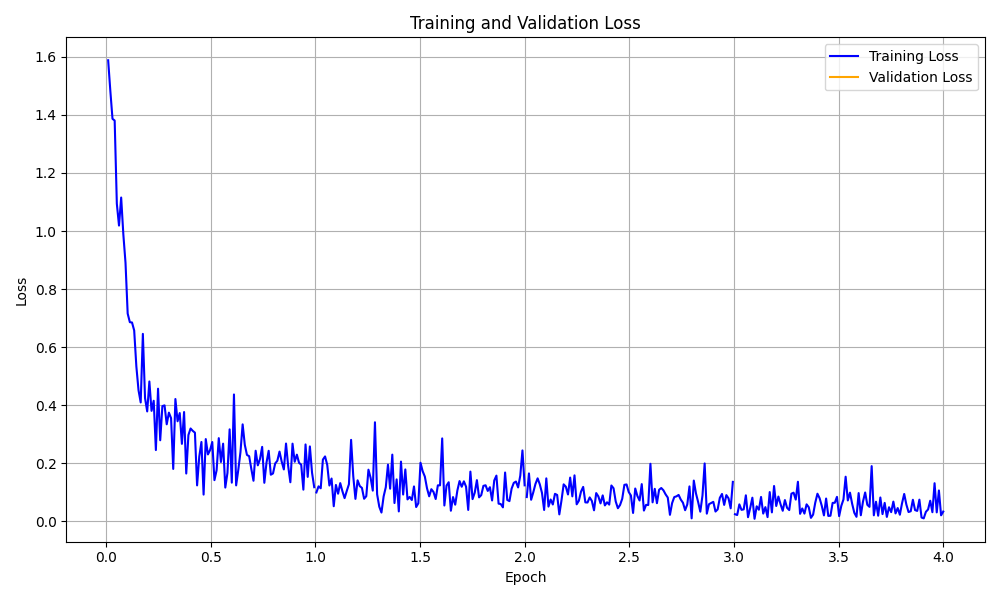 Training and Validation Loss
Training Loss
Validation Loss
Loss
1.6
1.4
1.2
1.0
0.8
0.6
0.4
0.2
0.0
0.0 0.5 1.0 1.5 2.0 2.5 3.0 3.5 4.0
Epoch